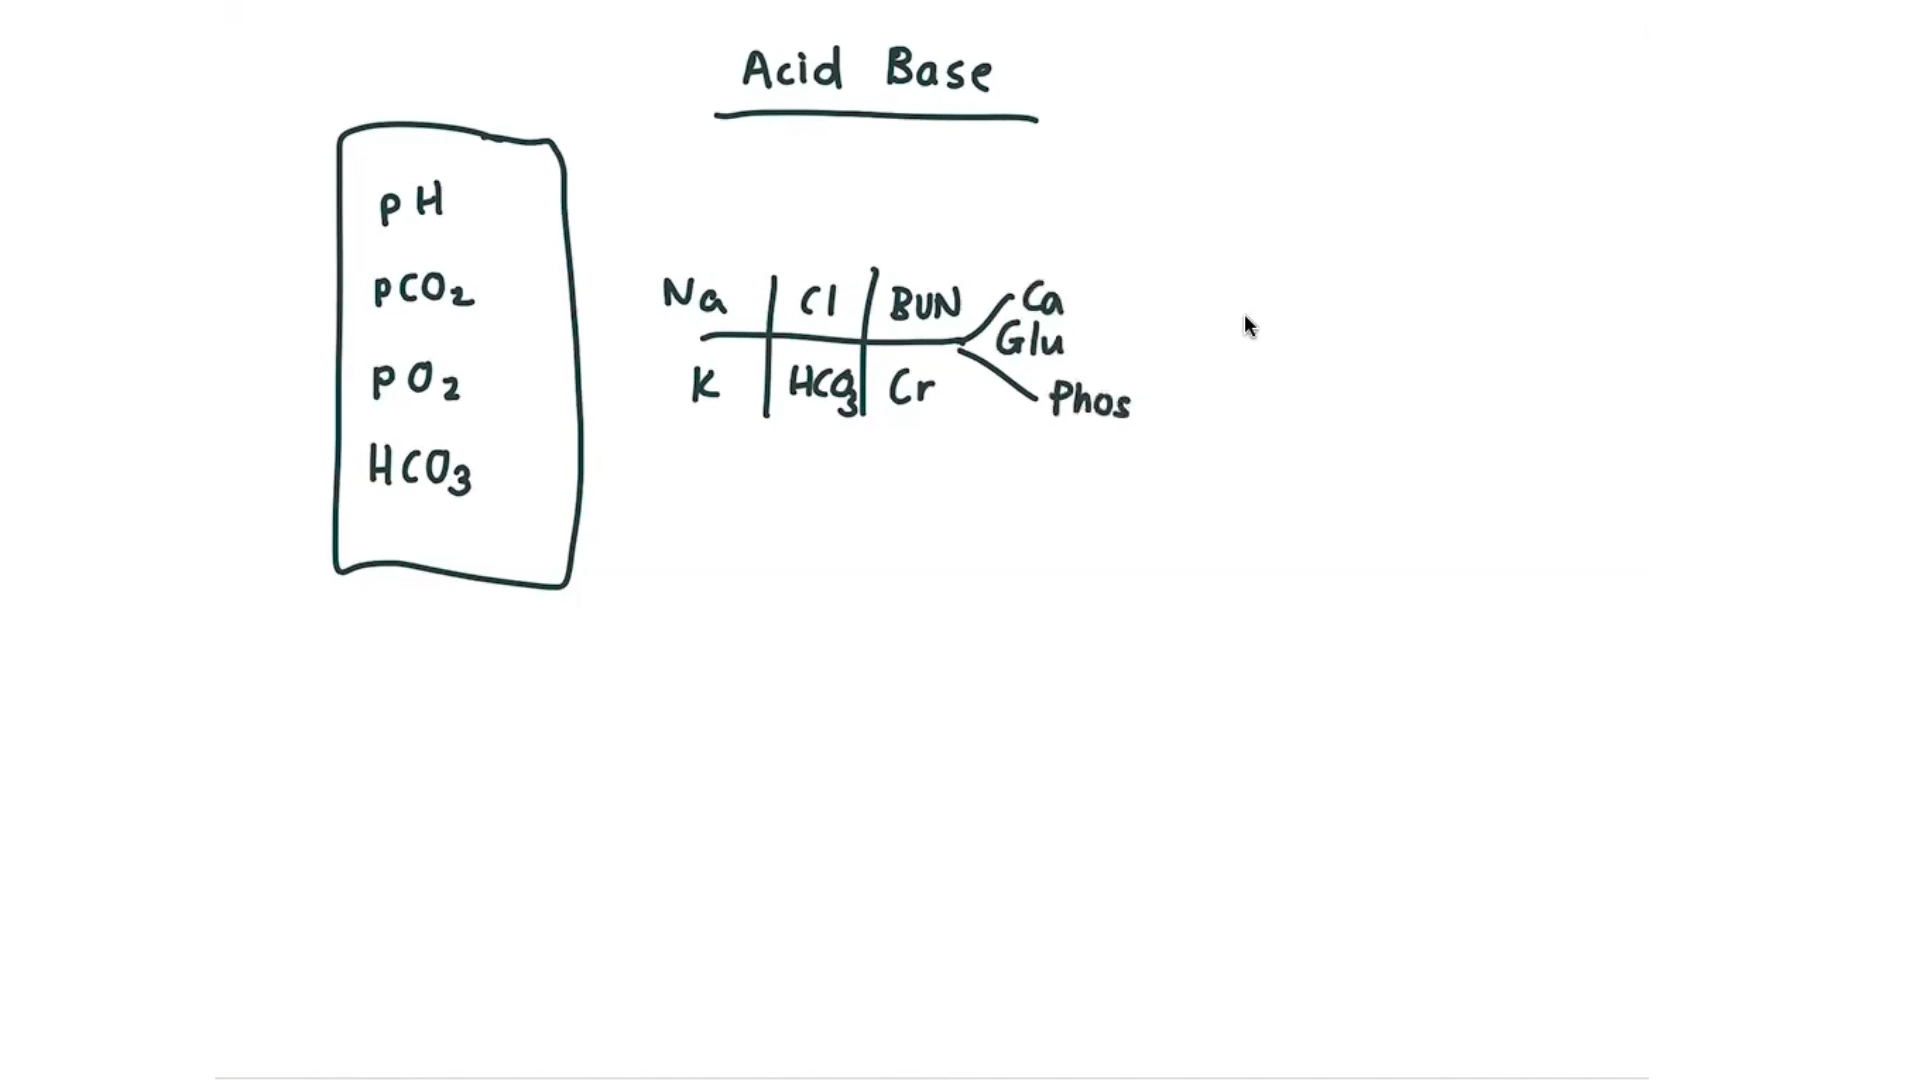 Acid Base
pH
pCO₂
pO₂
HCO₃
Na Cl BUN Ca
Glu
K HCO₃ Cr Phos